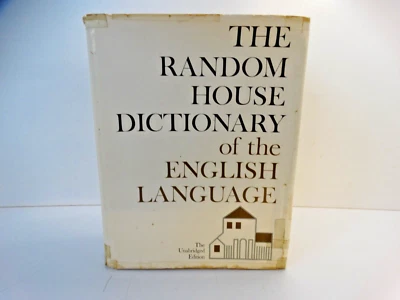 THE
RANDOM
HOUSE
DICTIONARY
of the
ENGLISH
LANGUAGE
The
Unabridged
Edition